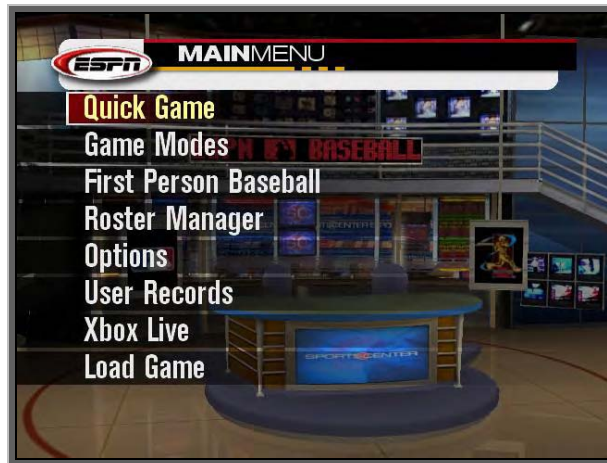 ESPN
MAINMENU
Quick Game
Game Modes
BASEBALL
First Person Baseball
Roster Manager
Options
User Records
Xbox Live
Load Game
SPORTSCENTER